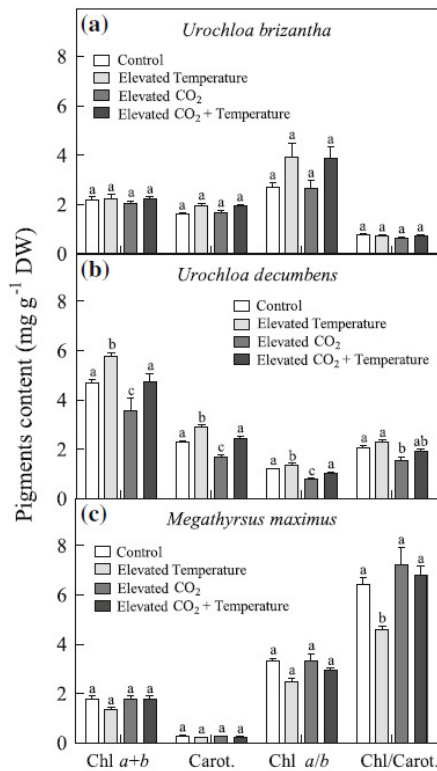 Pigments content (mg g-1 DW)
(a) Urochloa brizantha
8
6
4
2
0
Control
Elevated Temperature
Elevated CO2
Elevated CO2 + Temperature
a a a a
a a a a
a a a a
a a a a
(b) Urochloa decumbens
8
6
4
2
0
Control
Elevated Temperature
Elevated CO2
Elevated CO2 + Temperature
a b c a
a b c a
a b c a
a a b ab
(c) Megathyrsus maximus
8
6
4
2
0
Control
Elevated Temperature
Elevated CO2
Elevated CO2 + Temperature
a a a a
a a a a
a a a a
a b a a
Chl a+b Carot. Chl a/b Chl/Carot.